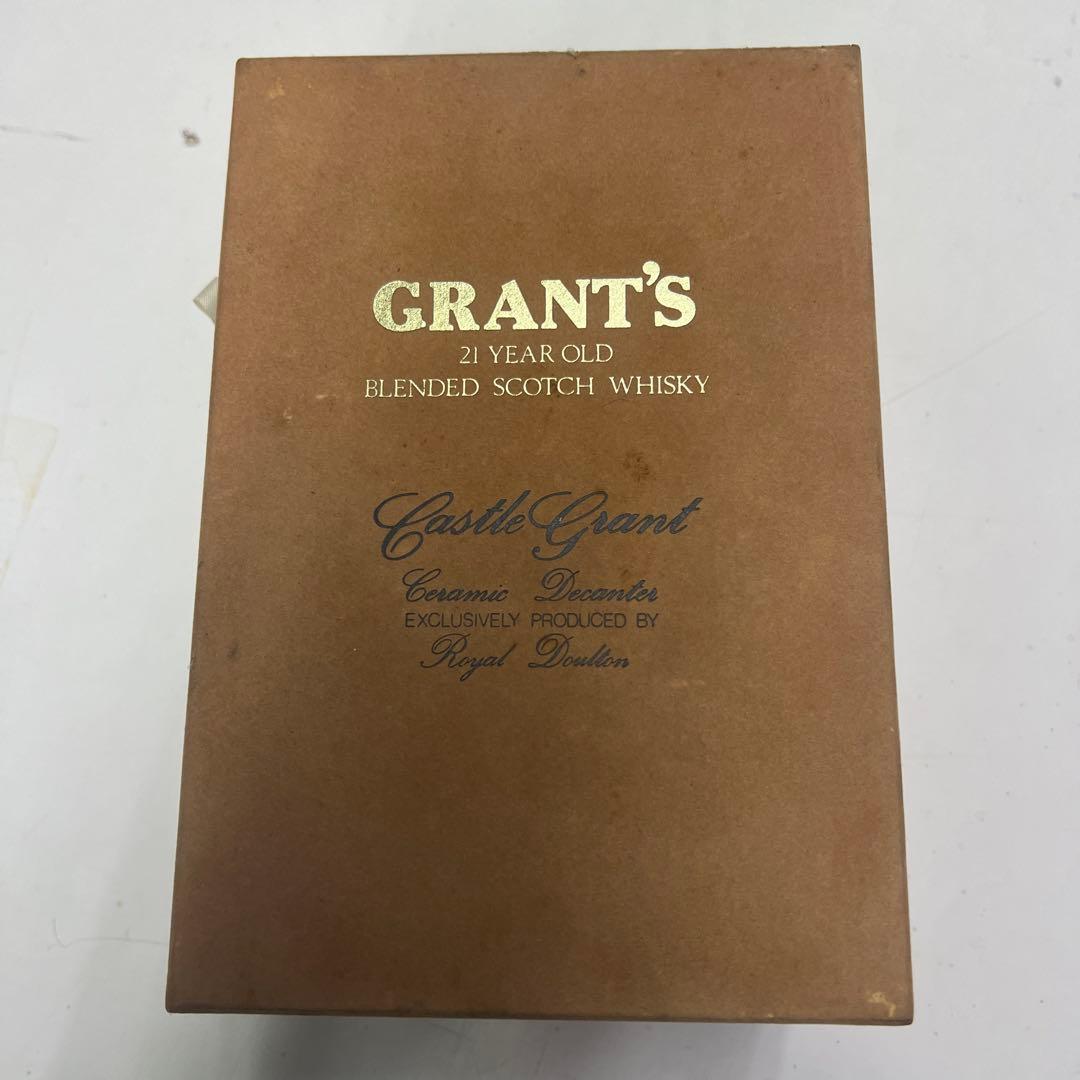 GRANT'S
21 YEAR OLD
BLENDED SCOTCH WHISKY
Castle Grant
Ceramic Decanter
EXCLUSIVELY PRODUCED BY
Royal Doulton